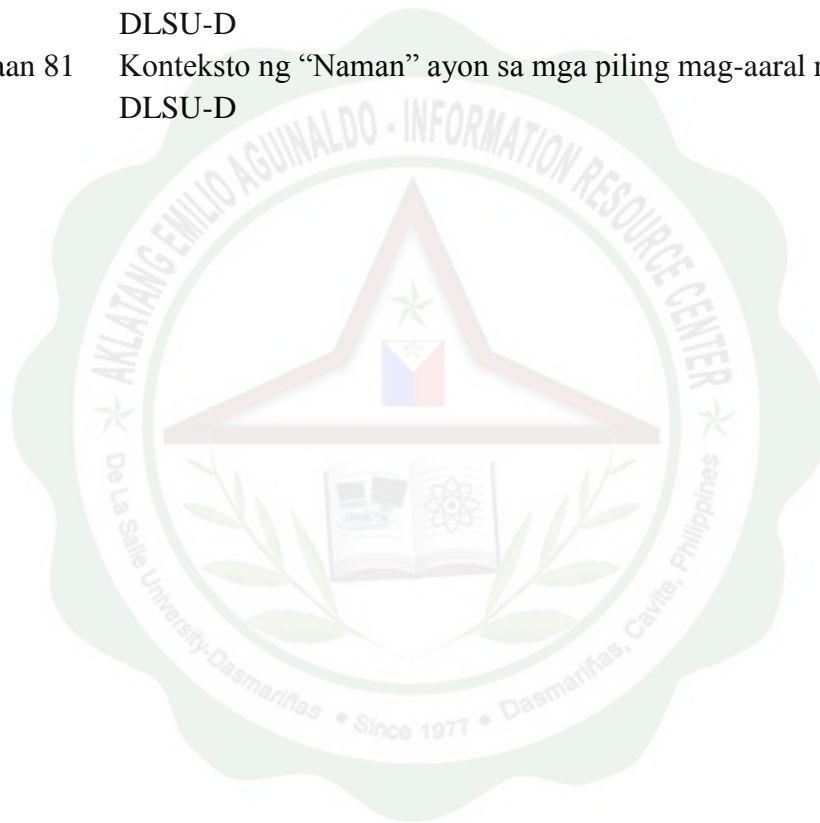 DLSU-D
aan 81 Konteksto ng “Naman” ayon sa mga piling mag-aaral n
DLSU-D
AKLATANG EMILIO AGUINALDO - INFORMATION RESOURCE CENTER
De La Salle University-Dasmariñas • Since 1977 • Dasmariñas, Cavite, Philippines